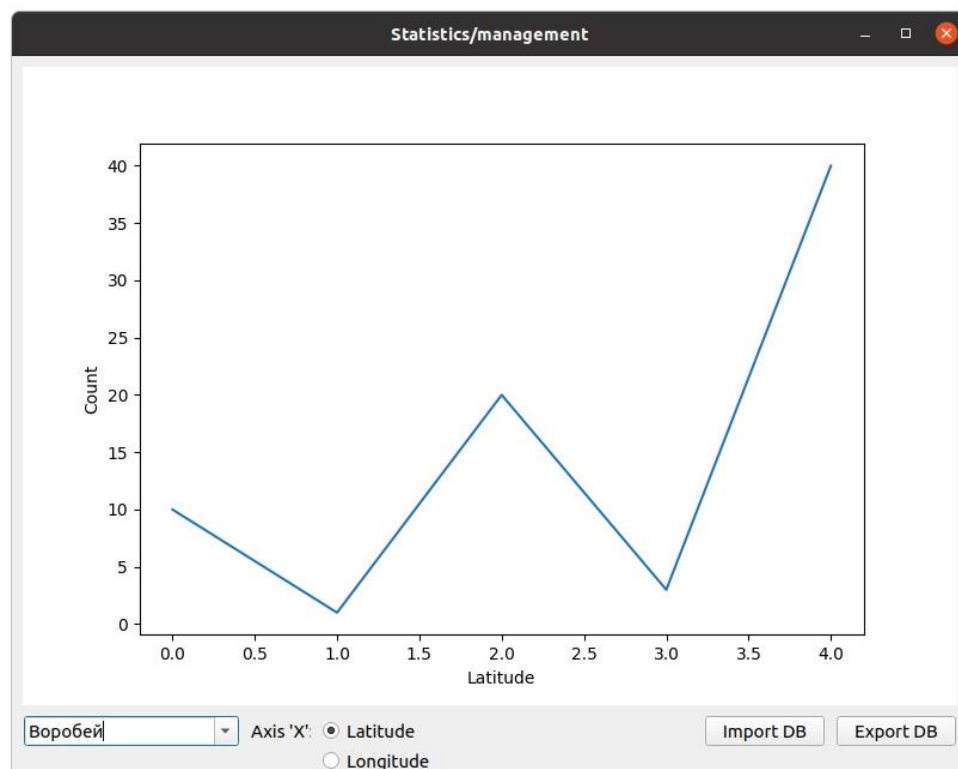 Statistics/management
40
35
30
25
20
15
10
5
0
Count
0.0 0.5 1.0 1.5 2.0 2.5 3.0 3.5 4.0
Latitude
Воробей Axis 'X': Latitude Import DB Export DB
Longitude